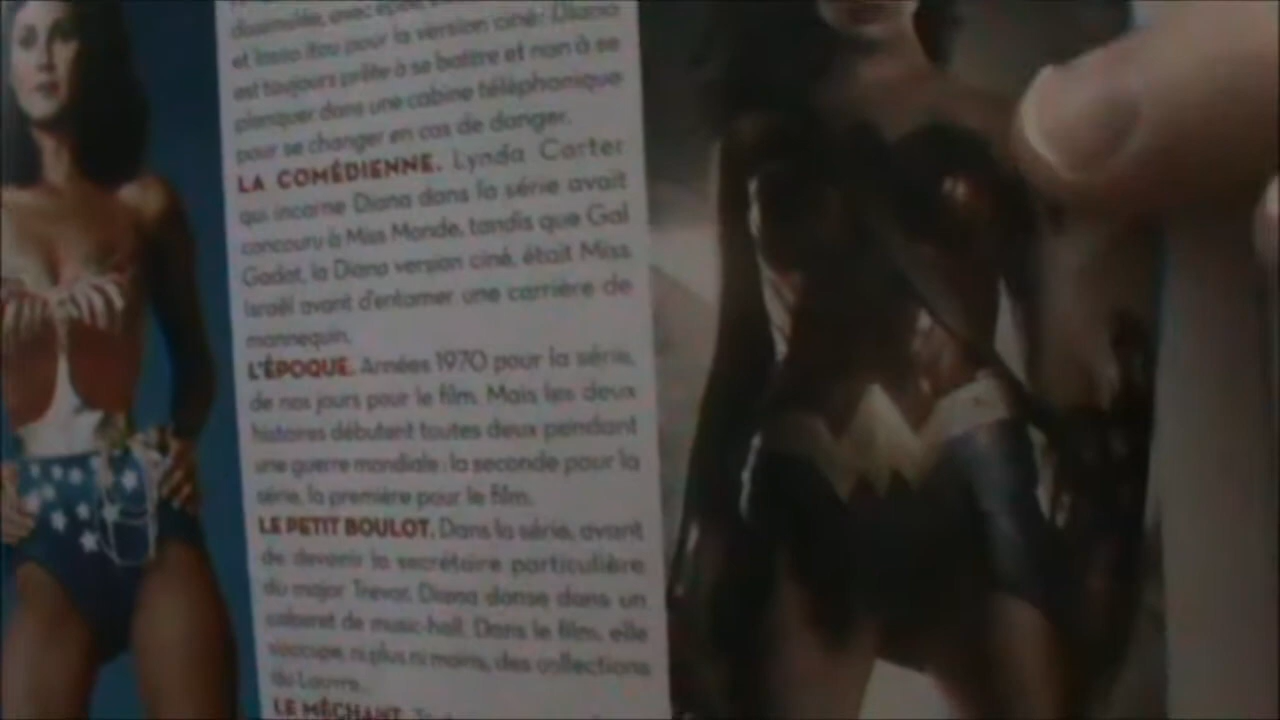 dissimulée, avec épée,
et lasso itou pour la version ciné : Diana
est toujours prête à se battre et non à se
planquer dans une cabine téléphonique
pour se changer en cas de danger.
LA COMÉDIENNE. Lynda Carter
qui incarne Diana dans la série avait
concouru à Miss Monde, tandis que Gal
Gadot, la Diana version ciné, était Miss
Israël avant d'entamer une carrière de
mannequin.
L'ÉPOQUE. Années 1970 pour la série,
de nos jours pour le film. Mais les deux
histoires débutent toutes deux pendant
une guerre mondiale : la seconde pour la
série, la première pour le film.
LE PETIT BOULOT. Dans la série, avant
de devenir la secrétaire particulière
du major Trevor, Diana danse dans un
cabaret de music-hall. Dans le film, elle
s'occupe, ni plus ni moins, des collections
du Louvre.
LE MÉCHANT.